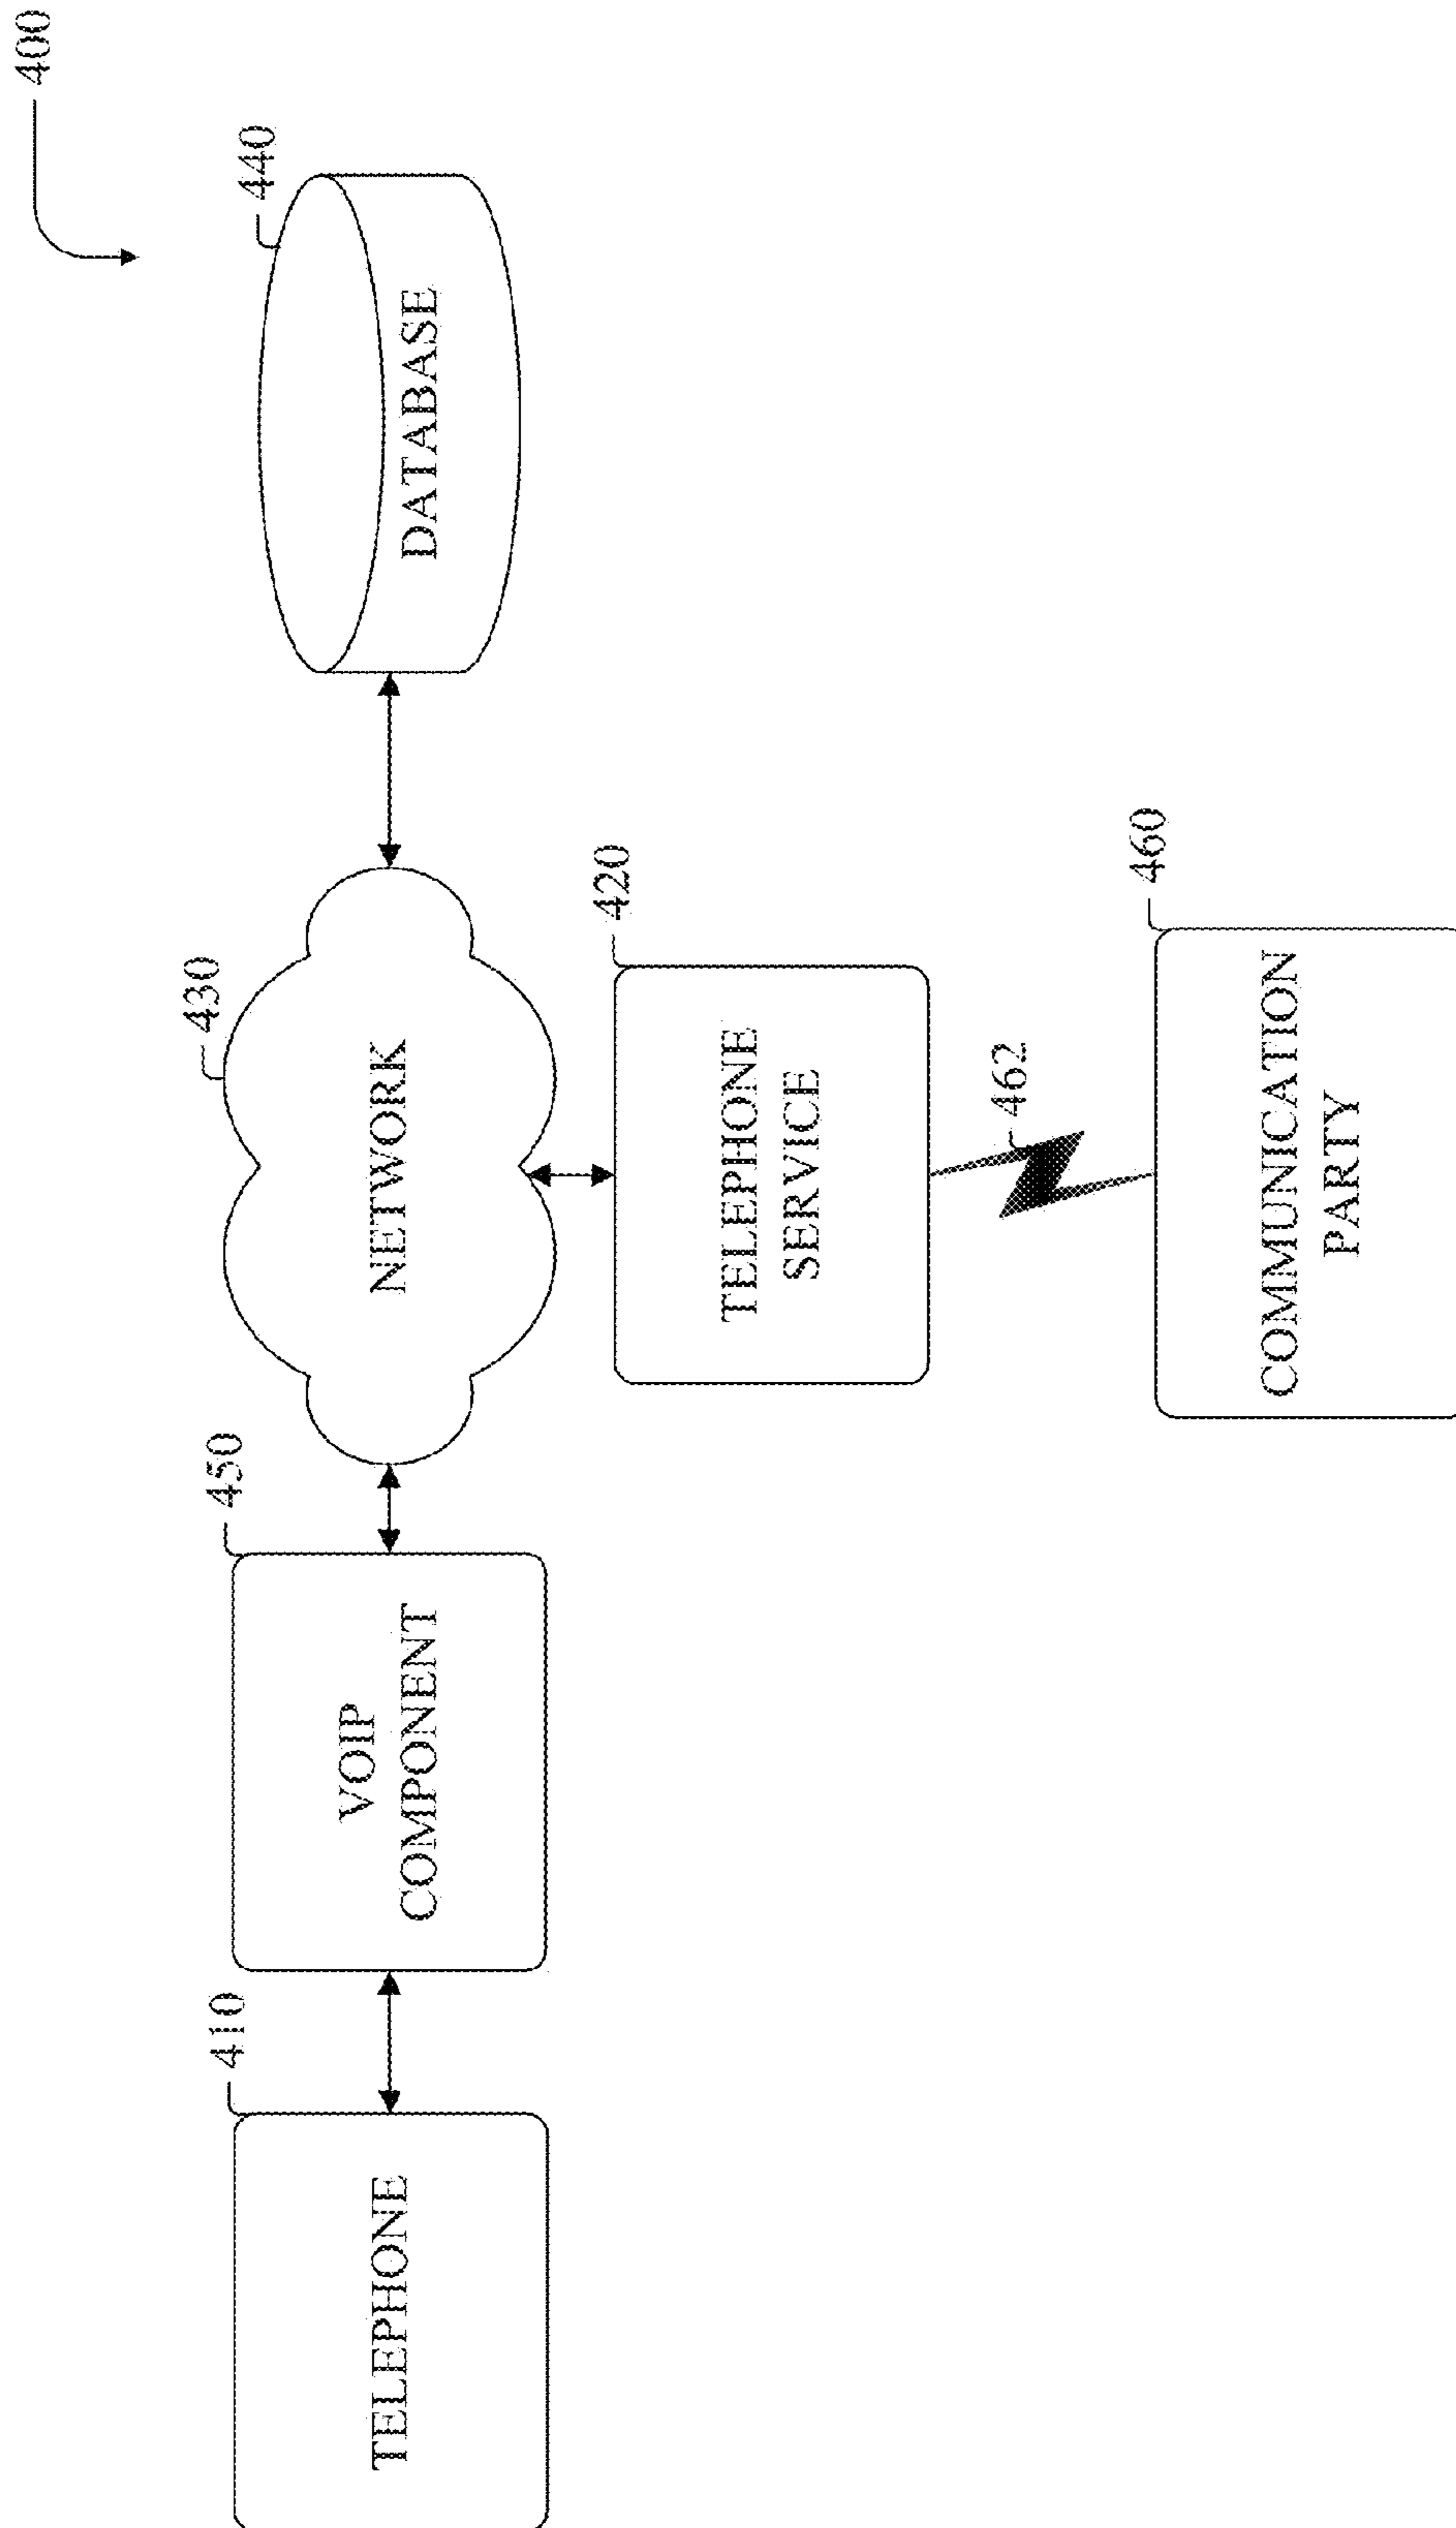 400
410
TELEPHONE
450
VOIP
COMPONENT
430
NETWORK
440
DATABASE
420
TELEPHONE
SERVICE
462
460
COMMUNICATION
PARTY